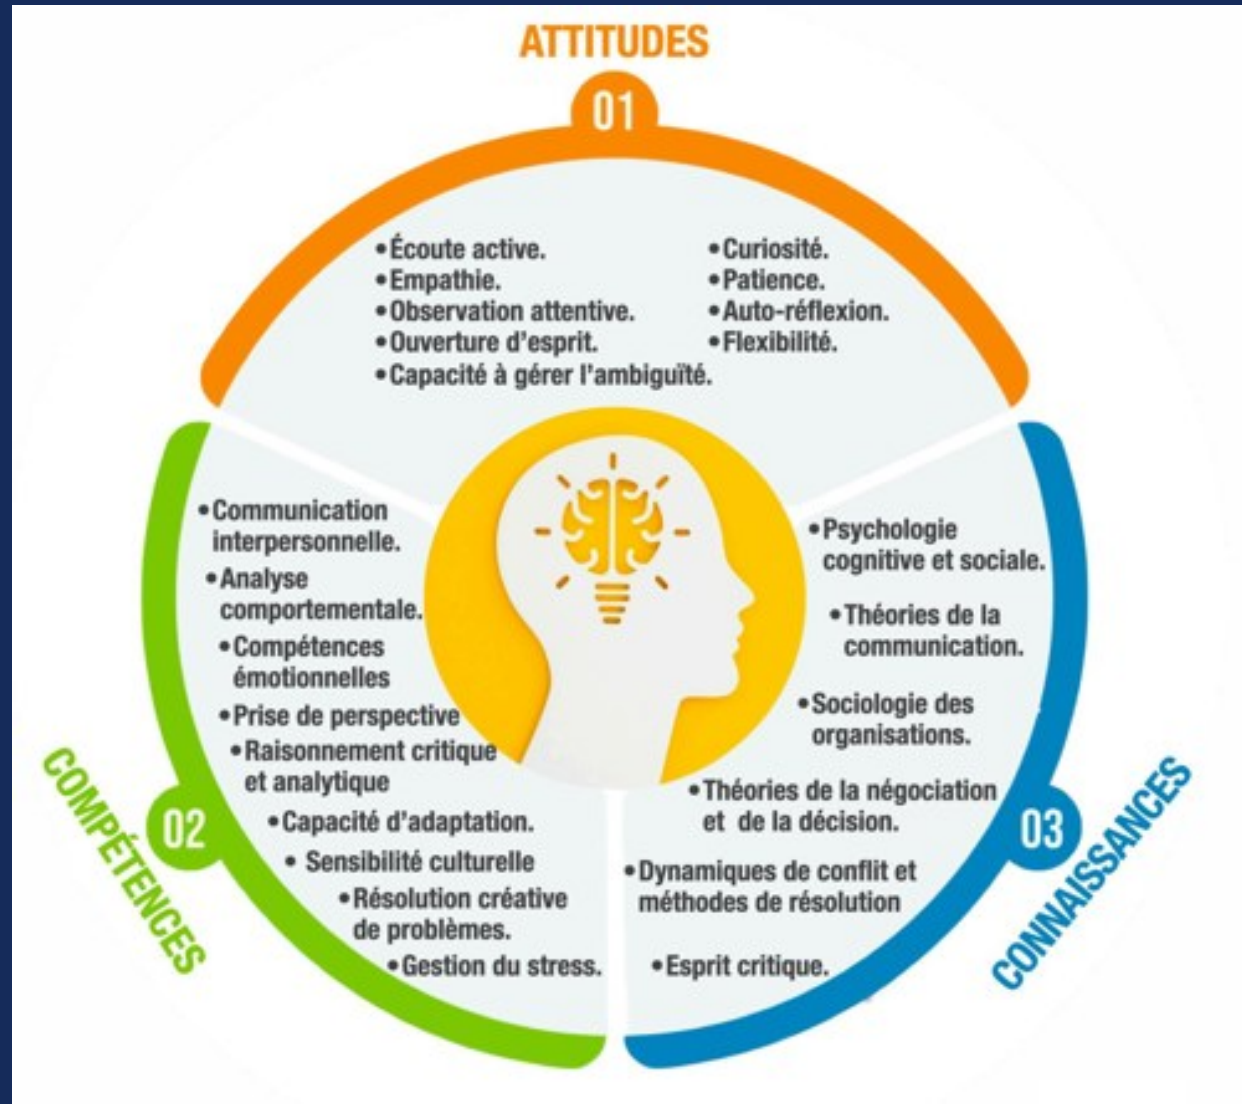 ATTITUDES
01
•Écoute active.
•Empathie.
•Observation attentive.
•Ouverture d'esprit.
•Capacité à gérer l'ambiguïté.
•Curiosité.
•Patience.
•Auto-réflexion.
•Flexibilité.
COMPÉTENCES
02
•Communication
interpersonnelle.
•Analyse
comportementale.
•Compétences
émotionnelles
•Prise de perspective
•Raisonnement critique
et analytique
•Capacité d'adaptation.
• Sensibilité culturelle
•Résolution créative
de problèmes.
•Gestion du stress.
CONNAISSANCES
03
•Psychologie
cognitive et sociale.
•Théories de la
communication.
•Sociologie des
organisations.
•Théories de la négociation
et de la décision.
•Dynamiques de conflit et
méthodes de résolution
•Esprit critique.